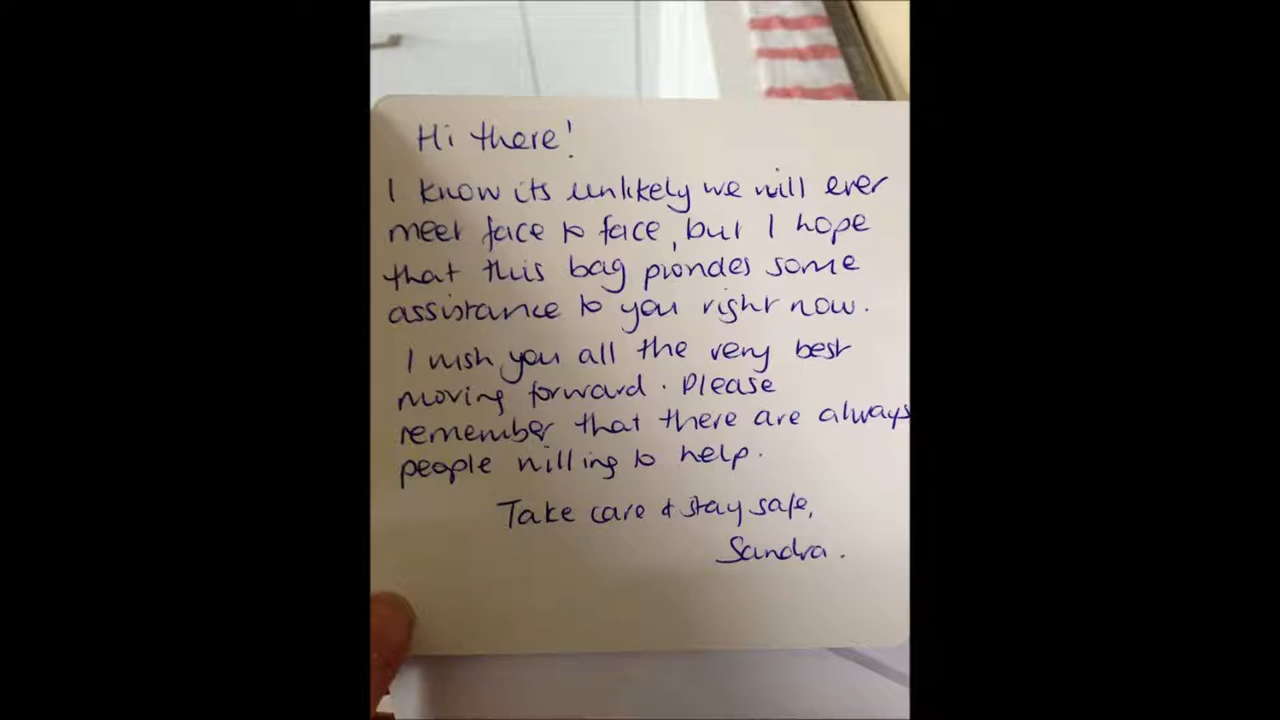 Hi there!
I know its unlikely we will ever
meet face to face, but I hope
that this bag provides some
assistance to you right now.
I wish you all the very best
moving forward. Please
remember that there are always
people willing to help.
Take care & stay safe,
Sandra.